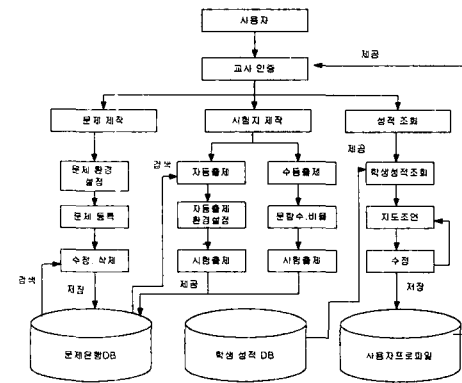 사용자
제공
교사 인증
문제 제작
시험지 제작
성적 조회
검색
제공
문제 환경
설정
자동출제
수동출제
학생성적조회
문제 등록
자동출제
환경설정
문항수,비율
지도조언
수정, 삭제
시험출제
시험출제
수정
검색
저장
제공
저장
문제은행DB
학생 성적 DB
사용자프로파일